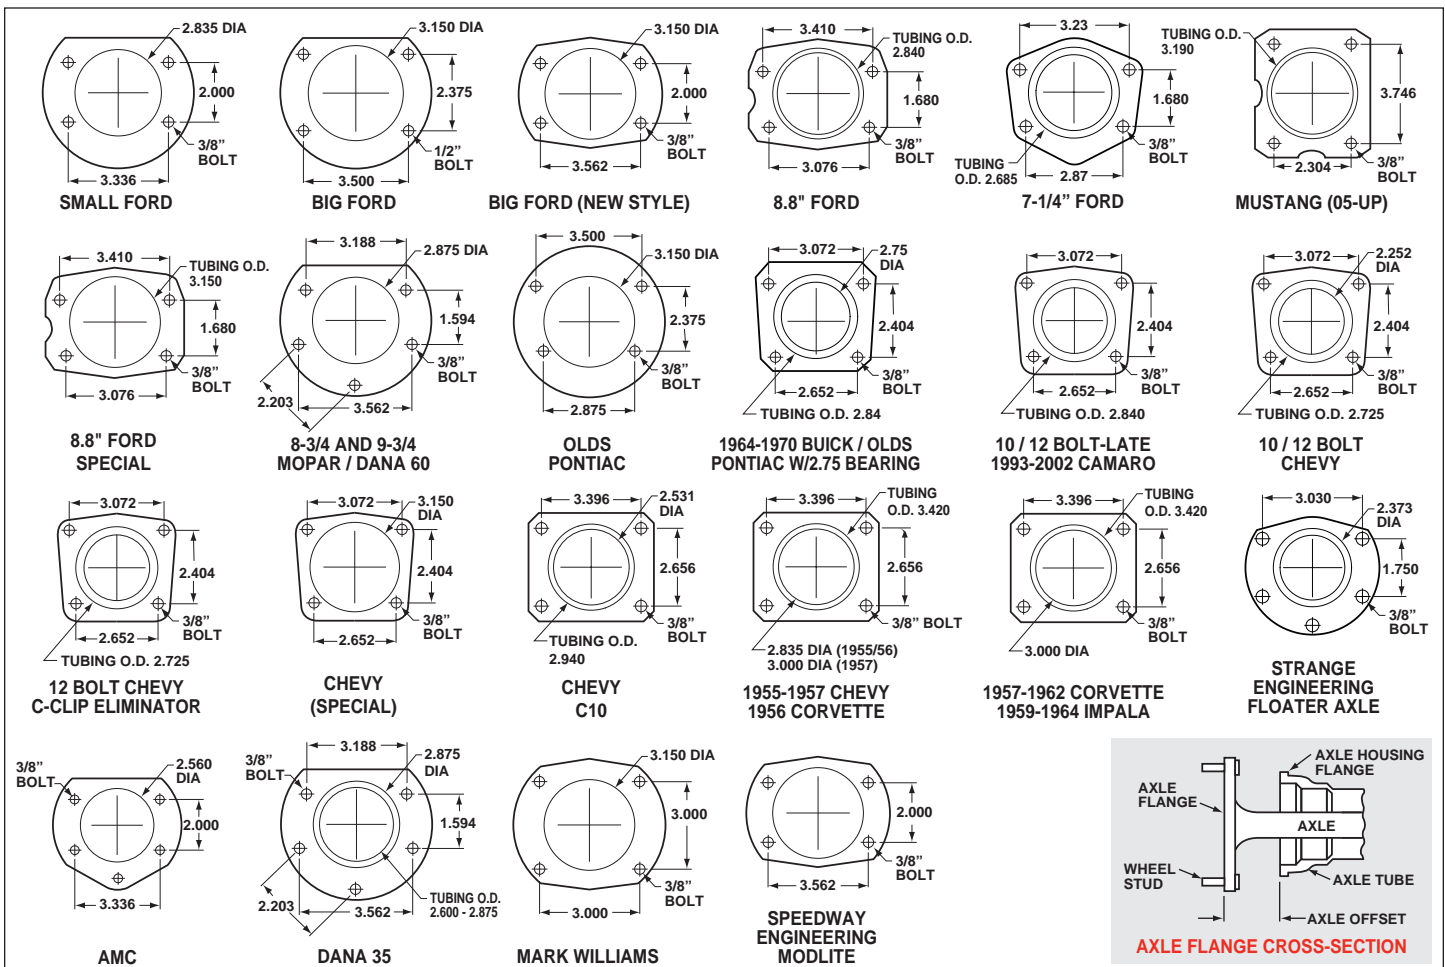 2.835 DIA
2.000
3/8” BOLT
3.336
SMALL FORD
3.150 DIA
2.375
1/2” BOLT
3.500
BIG FORD
3.150 DIA
2.000
3/8” BOLT
3.562
BIG FORD (NEW STYLE)
3.410
TUBING O.D.
2.840
1.680
3/8” BOLT
3.076
8.8" FORD
3.23
1.680
3/8” BOLT
TUBING
O.D. 2.685
2.87
7-1/4” FORD
TUBING O.D.
3.190
3.746
3/8”
BOLT
2.304
MUSTANG (05-UP)
3.410
TUBING O.D.
3.150
1.680
3/8”
BOLT
3.076
8.8" FORD
SPECIAL
3.188
2.875 DIA
1.594
3/8”
BOLT
2.203
3.562
8-3/4 AND 9-3/4
MOPAR / DANA 60
3.500
3.150 DIA
2.375
3/8”
BOLT
2.875
OLDS
PONTIAC
3.072
2.75
DIA
2.404
3/8”
BOLT
2.652
TUBING O.D. 2.84
1964-1970 BUICK / OLDS
PONTIAC W/2.75 BEARING
3.072
2.404
3/8”
BOLT
2.652
TUBING O.D. 2.840
10 / 12 BOLT-LATE
1993-2002 CAMARO
3.072
2.252
DIA
2.404
3/8”
BOLT
2.652
TUBING O.D. 2.725
10 / 12 BOLT
CHEVY
3.072
2.404
3/8”
BOLT
2.652
TUBING O.D. 2.725
12 BOLT CHEVY
C-CLIP ELIMINATOR
3.072
3.150
DIA
2.404
3/8”
BOLT
2.652
CHEVY
(SPECIAL)
3.396
2.531
DIA
2.656
3/8”
BOLT
TUBING O.D.
2.940
CHEVY
C10
3.396
TUBING
O.D. 3.420
2.656
3/8” BOLT
2.835 DIA (1955/56)
3.000 DIA (1957)
1955-1957 CHEVY
1956 CORVETTE
3.396
TUBING
O.D. 3.420
2.656
3/8”
BOLT
3.000 DIA
1957-1962 CORVETTE
1959-1964 IMPALA
3.030
2.373
DIA
1.750
3/8”
BOLT
STRANGE
ENGINEERING
FLOATER AXLE
3/8”
BOLT
2.560
DIA
2.000
3.336
AMC
3.188
3/8”
BOLT
2.875
DIA
1.594
2.203
3.562
TUBING O.D.
2.600 - 2.875
DANA 35
3.150 DIA
3.000
3/8”
BOLT
3.000
MARK WILLIAMS
2.000
3/8”
BOLT
3.562
SPEEDWAY
ENGINEERING
MODLITE
AXLE HOUSING
FLANGE
AXLE
FLANGE
AXLE
WHEEL
STUD
AXLE TUBE
AXLE OFFSET
AXLE FLANGE CROSS-SECTION